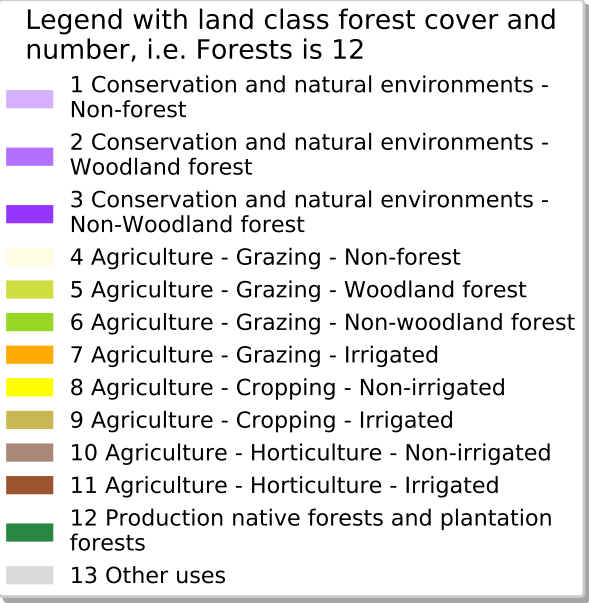 Legend with land class forest cover and
number, i.e. Forests is 12
1 Conservation and natural environments -
Non-forest
2 Conservation and natural environments -
Woodland forest
3 Conservation and natural environments -
Non-Woodland forest
4 Agriculture - Grazing - Non-forest
5 Agriculture - Grazing - Woodland forest
6 Agriculture - Grazing - Non-woodland forest
7 Agriculture - Grazing - Irrigated
8 Agriculture - Cropping - Non-irrigated
9 Agriculture - Cropping - Irrigated
10 Agriculture - Horticulture - Non-irrigated
11 Agriculture - Horticulture - Irrigated
12 Production native forests and plantation
forests
13 Other uses